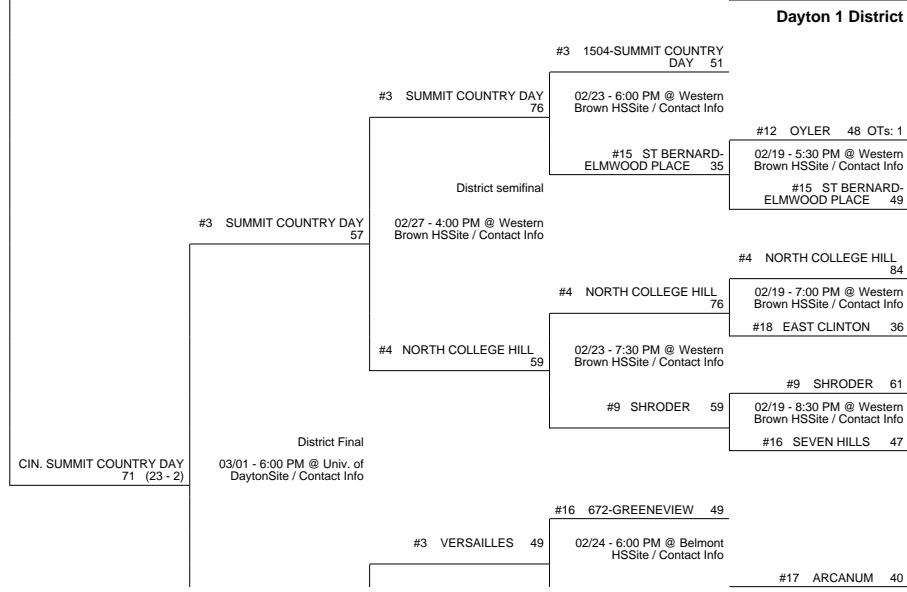 Dayton 1 District
#3 1504-SUMMIT COUNTRY
DAY 51
#3 SUMMIT COUNTRY DAY
76
02/23 - 6:00 PM @ Western
Brown HSSite / Contact Info
#12 OYLER 48 OTs: 1
#15 ST BERNARD-
ELMWOOD PLACE 35
02/19 - 5:30 PM @ Western
Brown HSSite / Contact Info
#15 ST BERNARD-
ELMWOOD PLACE 49
District semifinal
#3 SUMMIT COUNTRY DAY
57
02/27 - 4:00 PM @ Western
Brown HSSite / Contact Info
#4 NORTH COLLEGE HILL
84
#4 NORTH COLLEGE HILL
76
02/19 - 7:00 PM @ Western
Brown HSSite / Contact Info
#18 EAST CLINTON 36
#4 NORTH COLLEGE HILL
59
02/23 - 7:30 PM @ Western
Brown HSSite / Contact Info
#9 SHRODER 61
#9 SHRODER 59
02/19 - 8:30 PM @ Western
Brown HSSite / Contact Info
#16 SEVEN HILLS 47
District Final
CIN. SUMMIT COUNTRY DAY
71 (23 - 2)
03/01 - 6:00 PM @ Univ. of
DaytonSite / Contact Info
#16 672-GREENEVIEW 49
#3 VERSAILLES 49
02/24 - 6:00 PM @ Belmont
HSSite / Contact Info
#17 ARCANUM 40